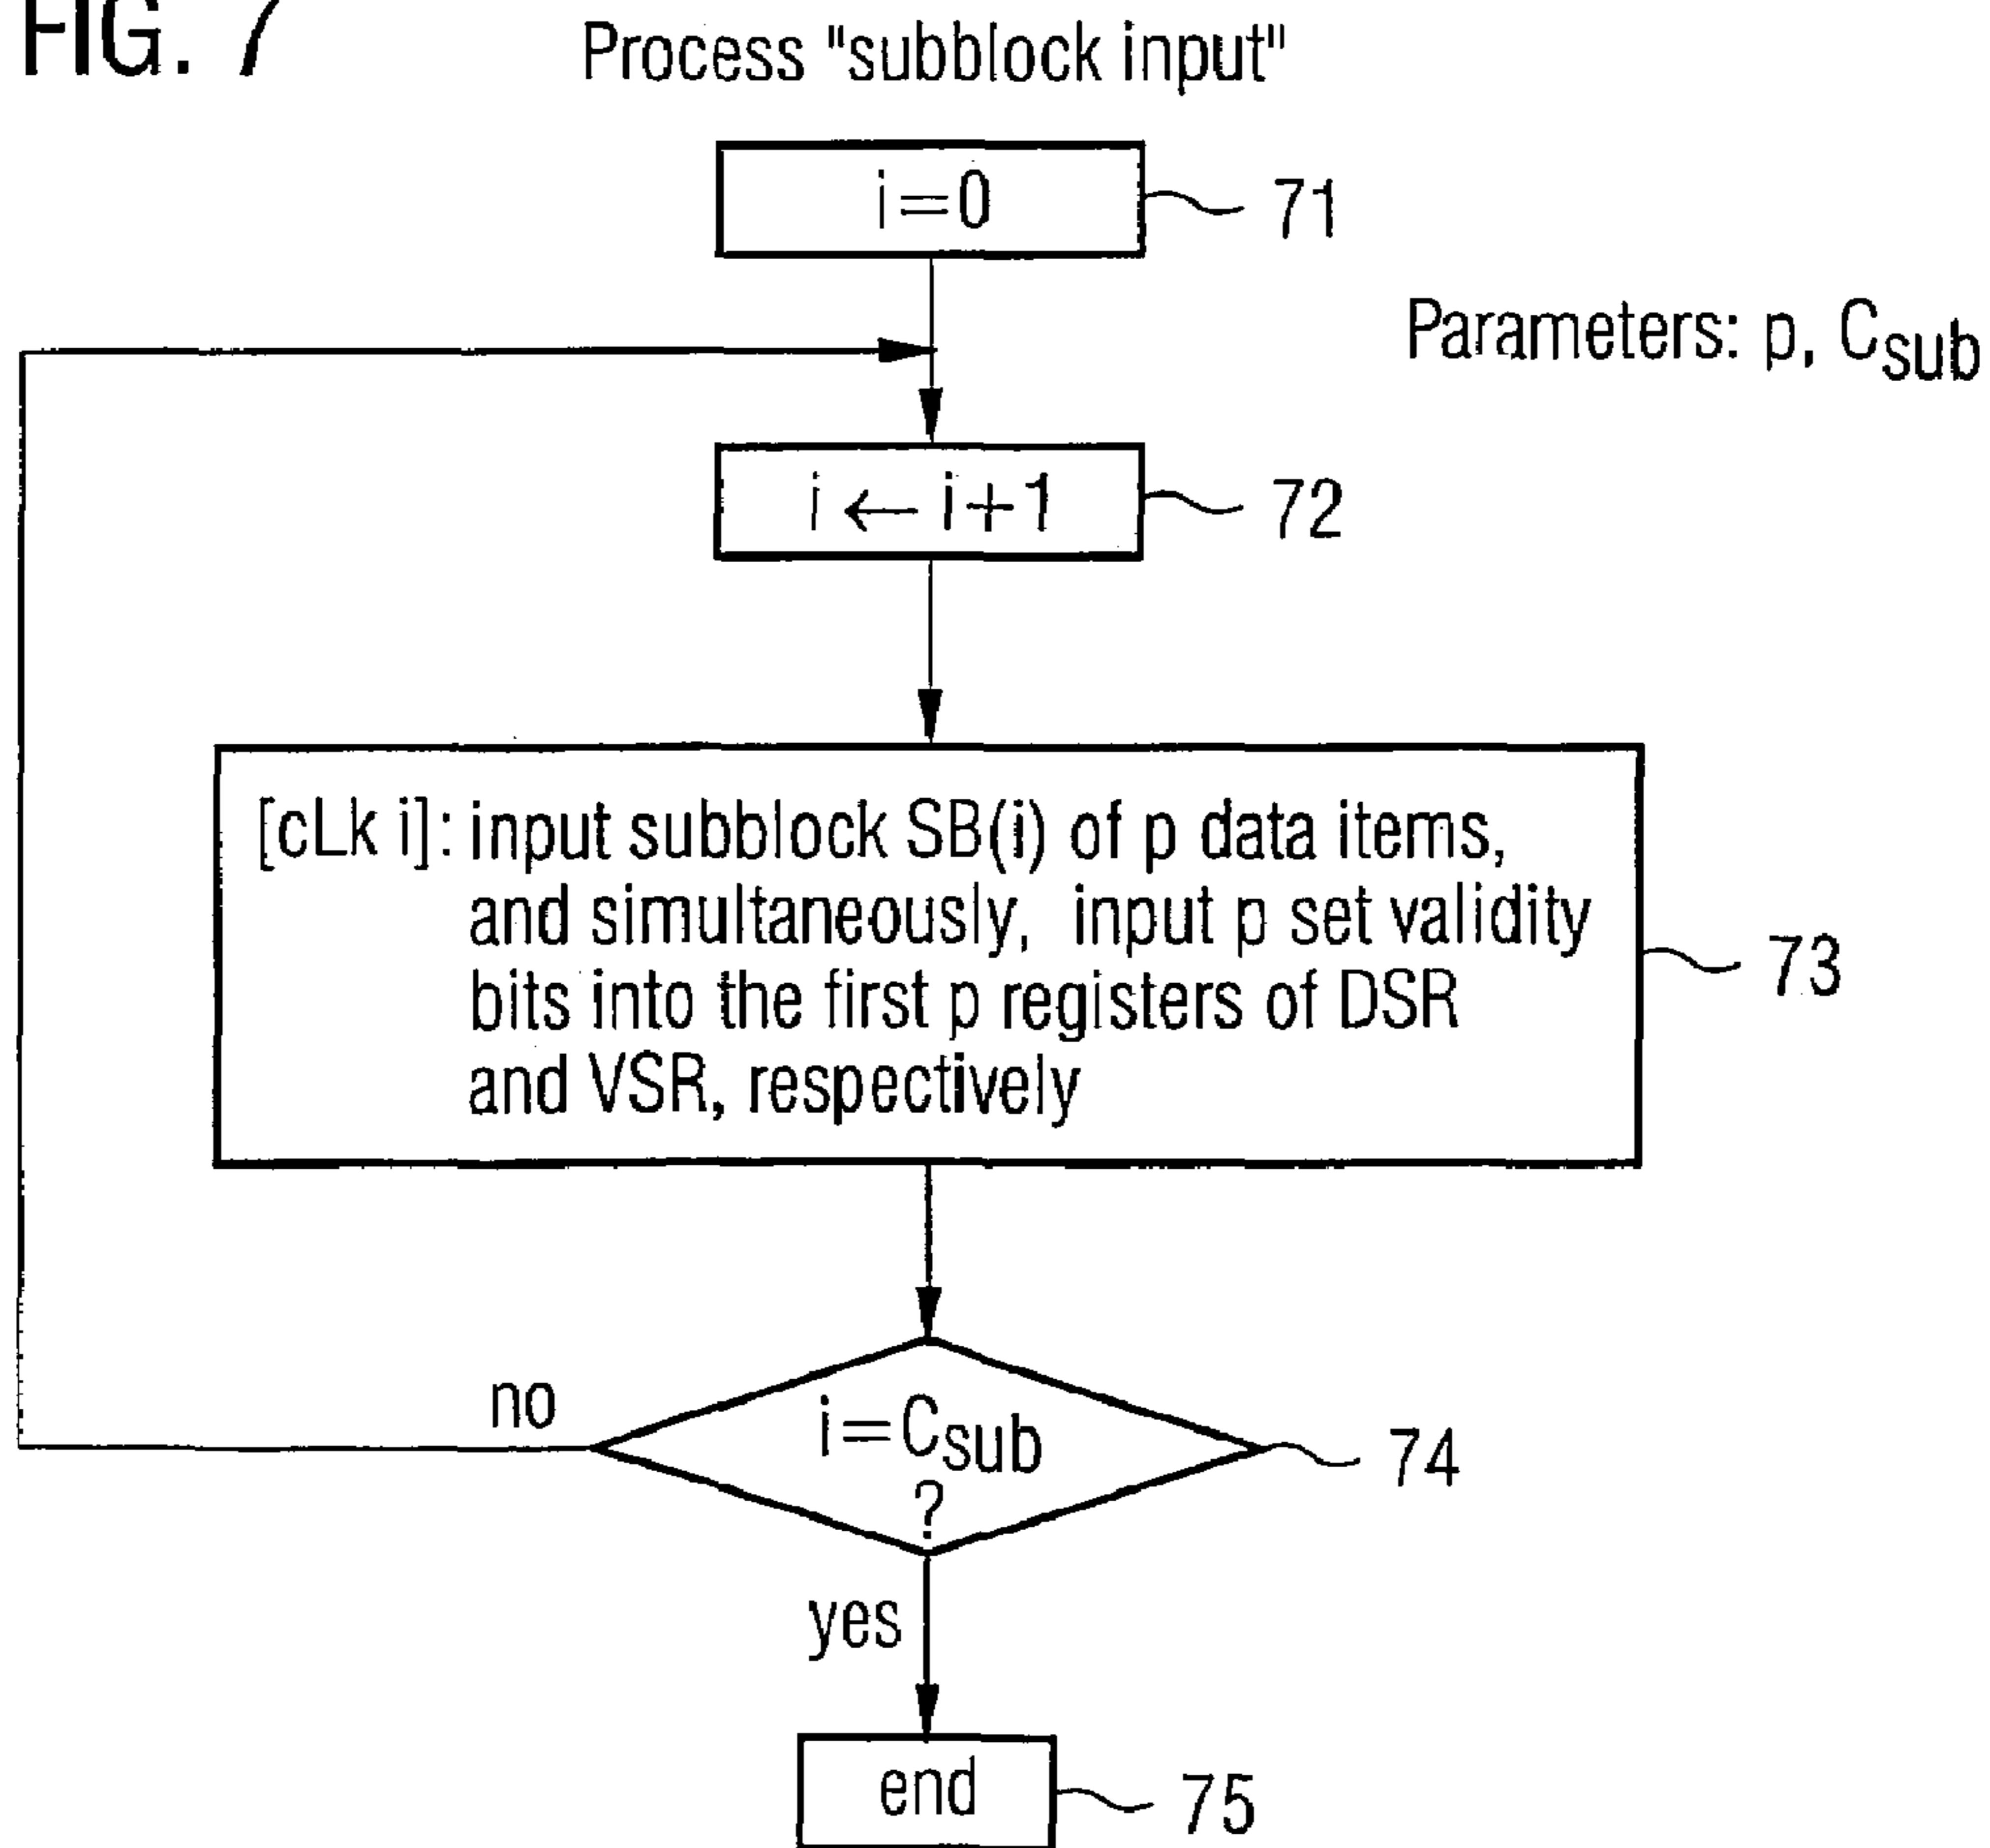 FIG. 7
Process "subblock input"
i=0
71
Parameters: p, Csub
i ← i+1
72
[cLk i]: input subblock SB(i) of p data items,
and simultaneously, input p set validity
bits into the first p registers of DSR
and VSR, respectively
73
no
i=Csub
?
74
yes
end
75